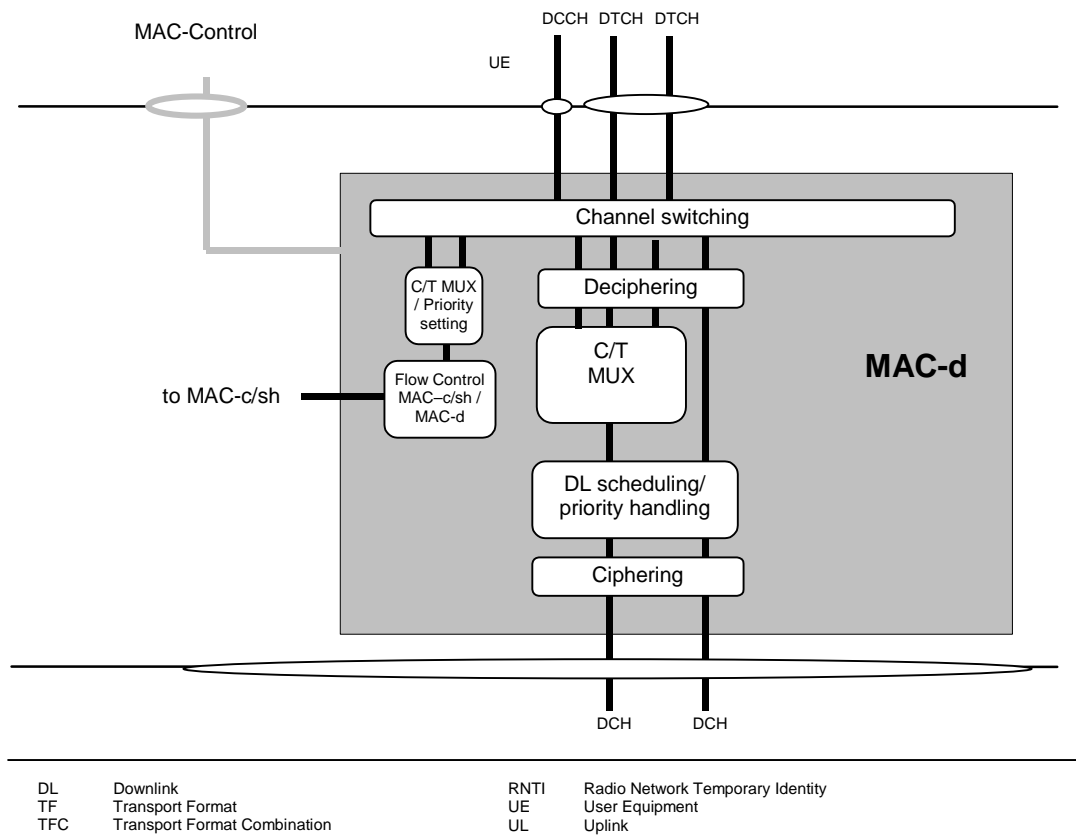 DCCH DTCH DTCH
MAC-Control
UE
Channel switching
C/T MUX
/ Priority
setting
Deciphering
C/T
MUX
MAC-d
Flow Control
MAC–c/sh /
MAC-d
to MAC-c/sh
DL scheduling/
priority handling
Ciphering
DCH DCH
DL Downlink RNTI Radio Network Temporary Identity
TF Transport Format UE User Equipment
TFC Transport Format Combination UL Uplink